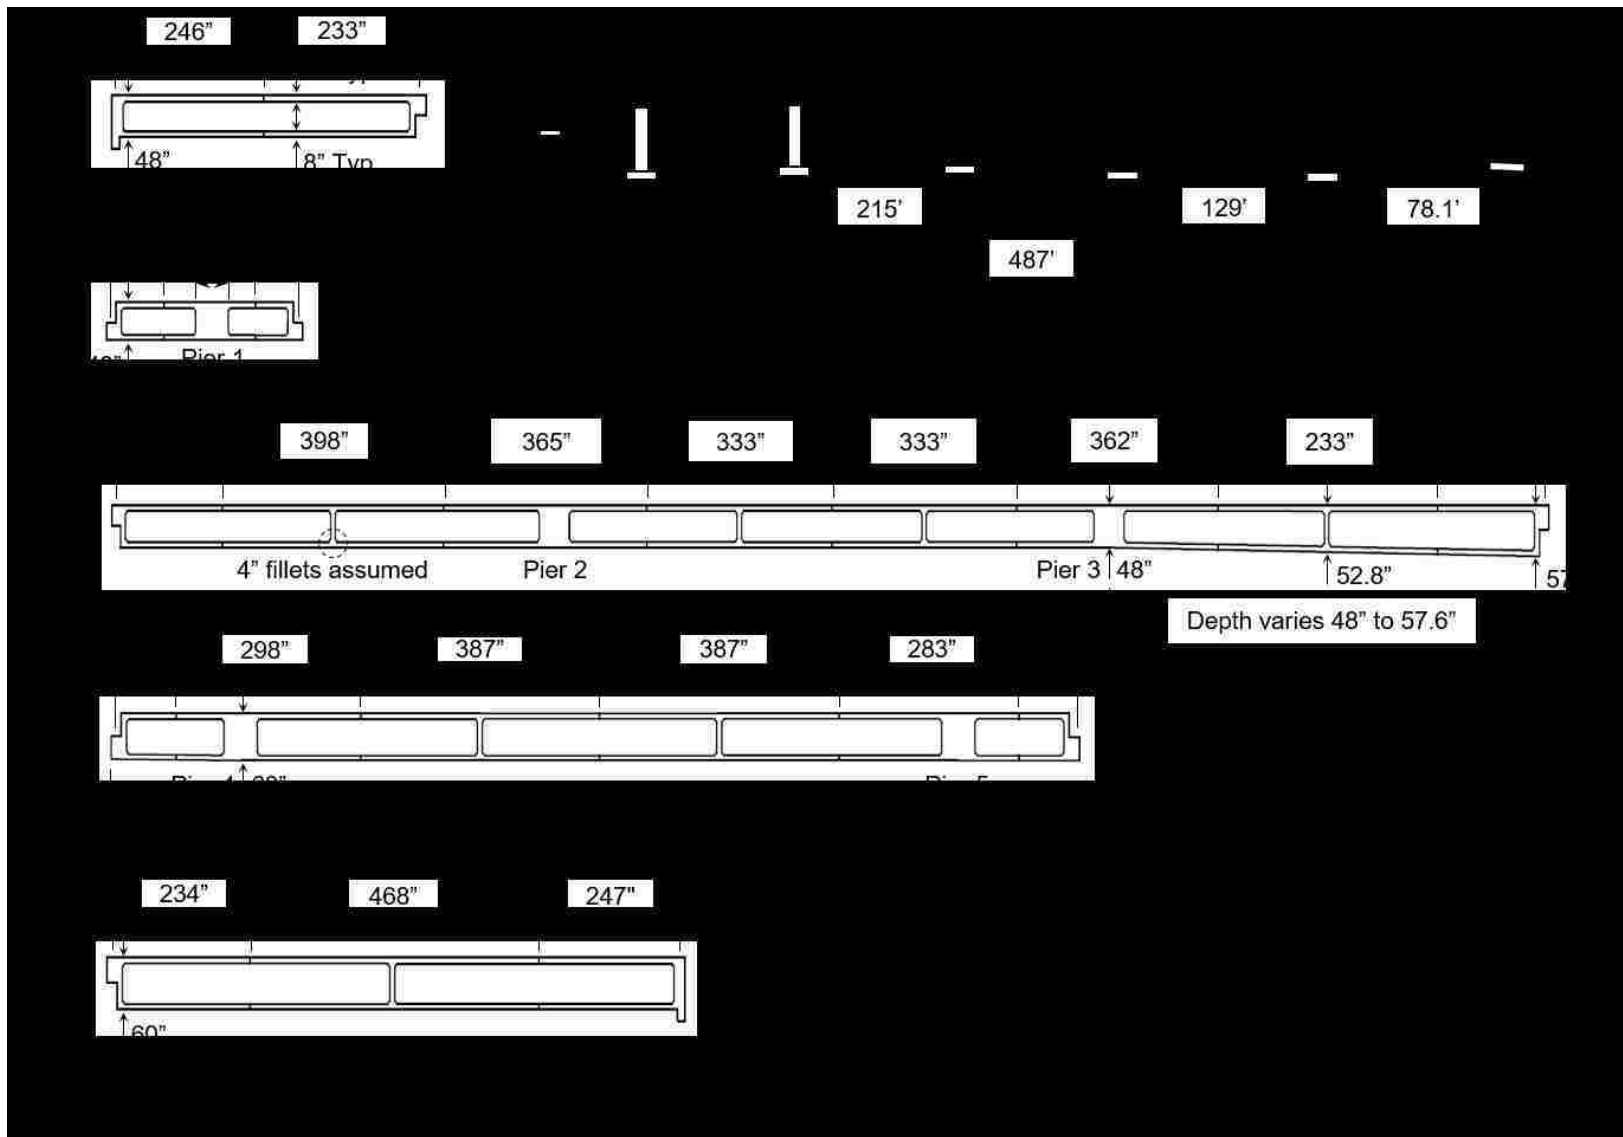 246” 233”
48” 8” Typ
215’ 129’ 78.1’
487’
Pier 1
398” 365” 333” 333” 362” 233”
4” fillets assumed Pier 2 Pier 3 48” 52.8”
Depth varies 48” to 57.6”
298” 387” 387” 283”
234” 468” 247"
60”